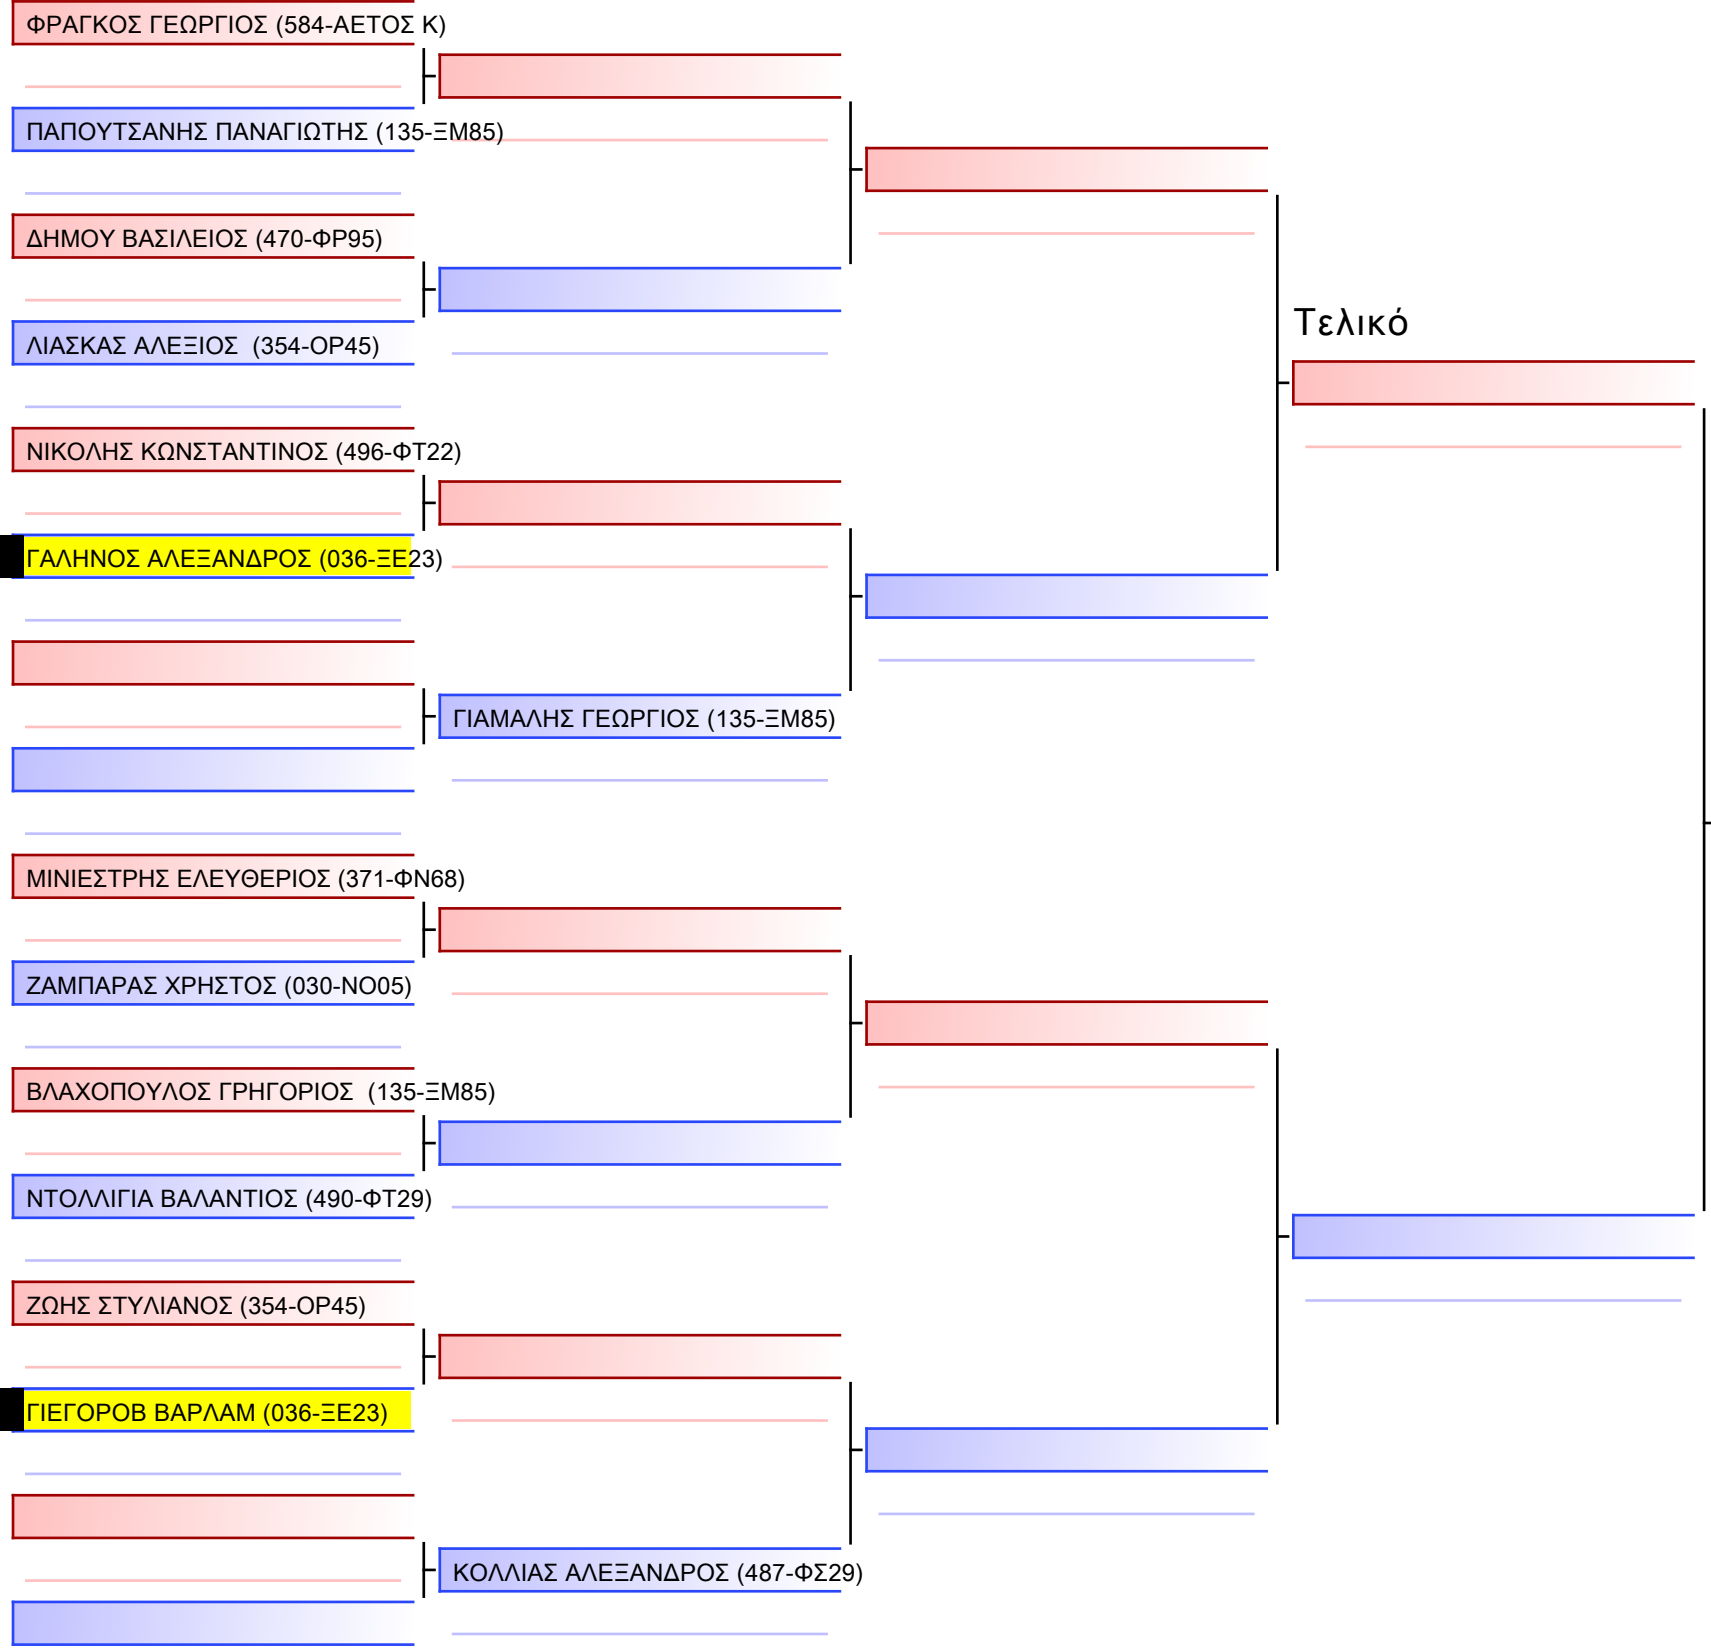 ΦΡΑΓΚΟΣ ΓΕΩΡΓΙΟΣ (584-ΑΕΤΟΣ Κ)
ΠΑΠΟΥΤΣΑΝΗΣ ΠΑΝΑΓΙΩΤΗΣ (135-ΞΜ85)
ΔΗΜΟΥ ΒΑΣΙΛΕΙΟΣ (470-ΦΡ95)
ΛΙΑΣΚΑΣ ΑΛΕΞΙΟΣ (354-ΟΡ45)
ΝΙΚΟΛΗΣ ΚΩΝΣΤΑΝΤΙΝΟΣ (496-ΦΤ22)
ΓΑΛΗΝΟΣ ΑΛΕΞΑΝΔΡΟΣ (036-ΞΕ23)
ΜΙΝΙΕΣΤΡΗΣ ΕΛΕΥΘΕΡΙΟΣ (371-ΦΝ68)
ΖΑΜΠΑΡΑΣ ΧΡΗΣΤΟΣ (030-ΝΟ05)
ΒΛΑΧΟΠΟΥΛΟΣ ΓΡΗΓΟΡΙΟΣ (135-ΞΜ85)
ΝΤΟΛΛΙΓΙΑ ΒΑΛΑΝΤΙΟΣ (490-ΦΤ29)
ΖΩΗΣ ΣΤΥΛΙΑΝΟΣ (354-ΟΡ45)
ΓΙΕΓΟΡΟΒ ΒΑΡΛΑΜ (036-ΞΕ23)
ΓΙΑΜΑΛΗΣ ΓΕΩΡΓΙΟΣ (135-ΞΜ85)
ΚΟΛΛΙΑΣ ΑΛΕΞΑΝΔΡΟΣ (487-ΦΣ29)
Τελικό